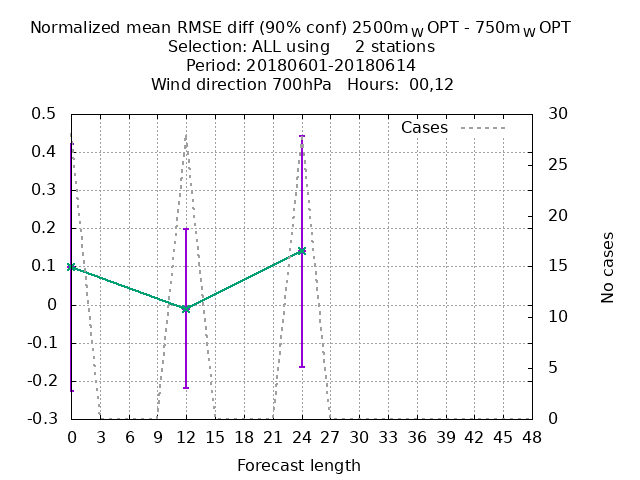 Normalized mean RMSE diff (90% conf) 2500m_W OPT - 750m_W OPT
Selection: ALL using 2 stations
Period: 20180601-20180614
Wind direction 700hPa Hours: 00,12
Cases
0.5
0.4
0.3
0.2
0.1
0
-0.1
-0.2
-0.3
30
25
20
15
10
5
0
No cases
0 3 6 9 12 15 18 21 24 27 30 33 36 39 42 45 48
Forecast length